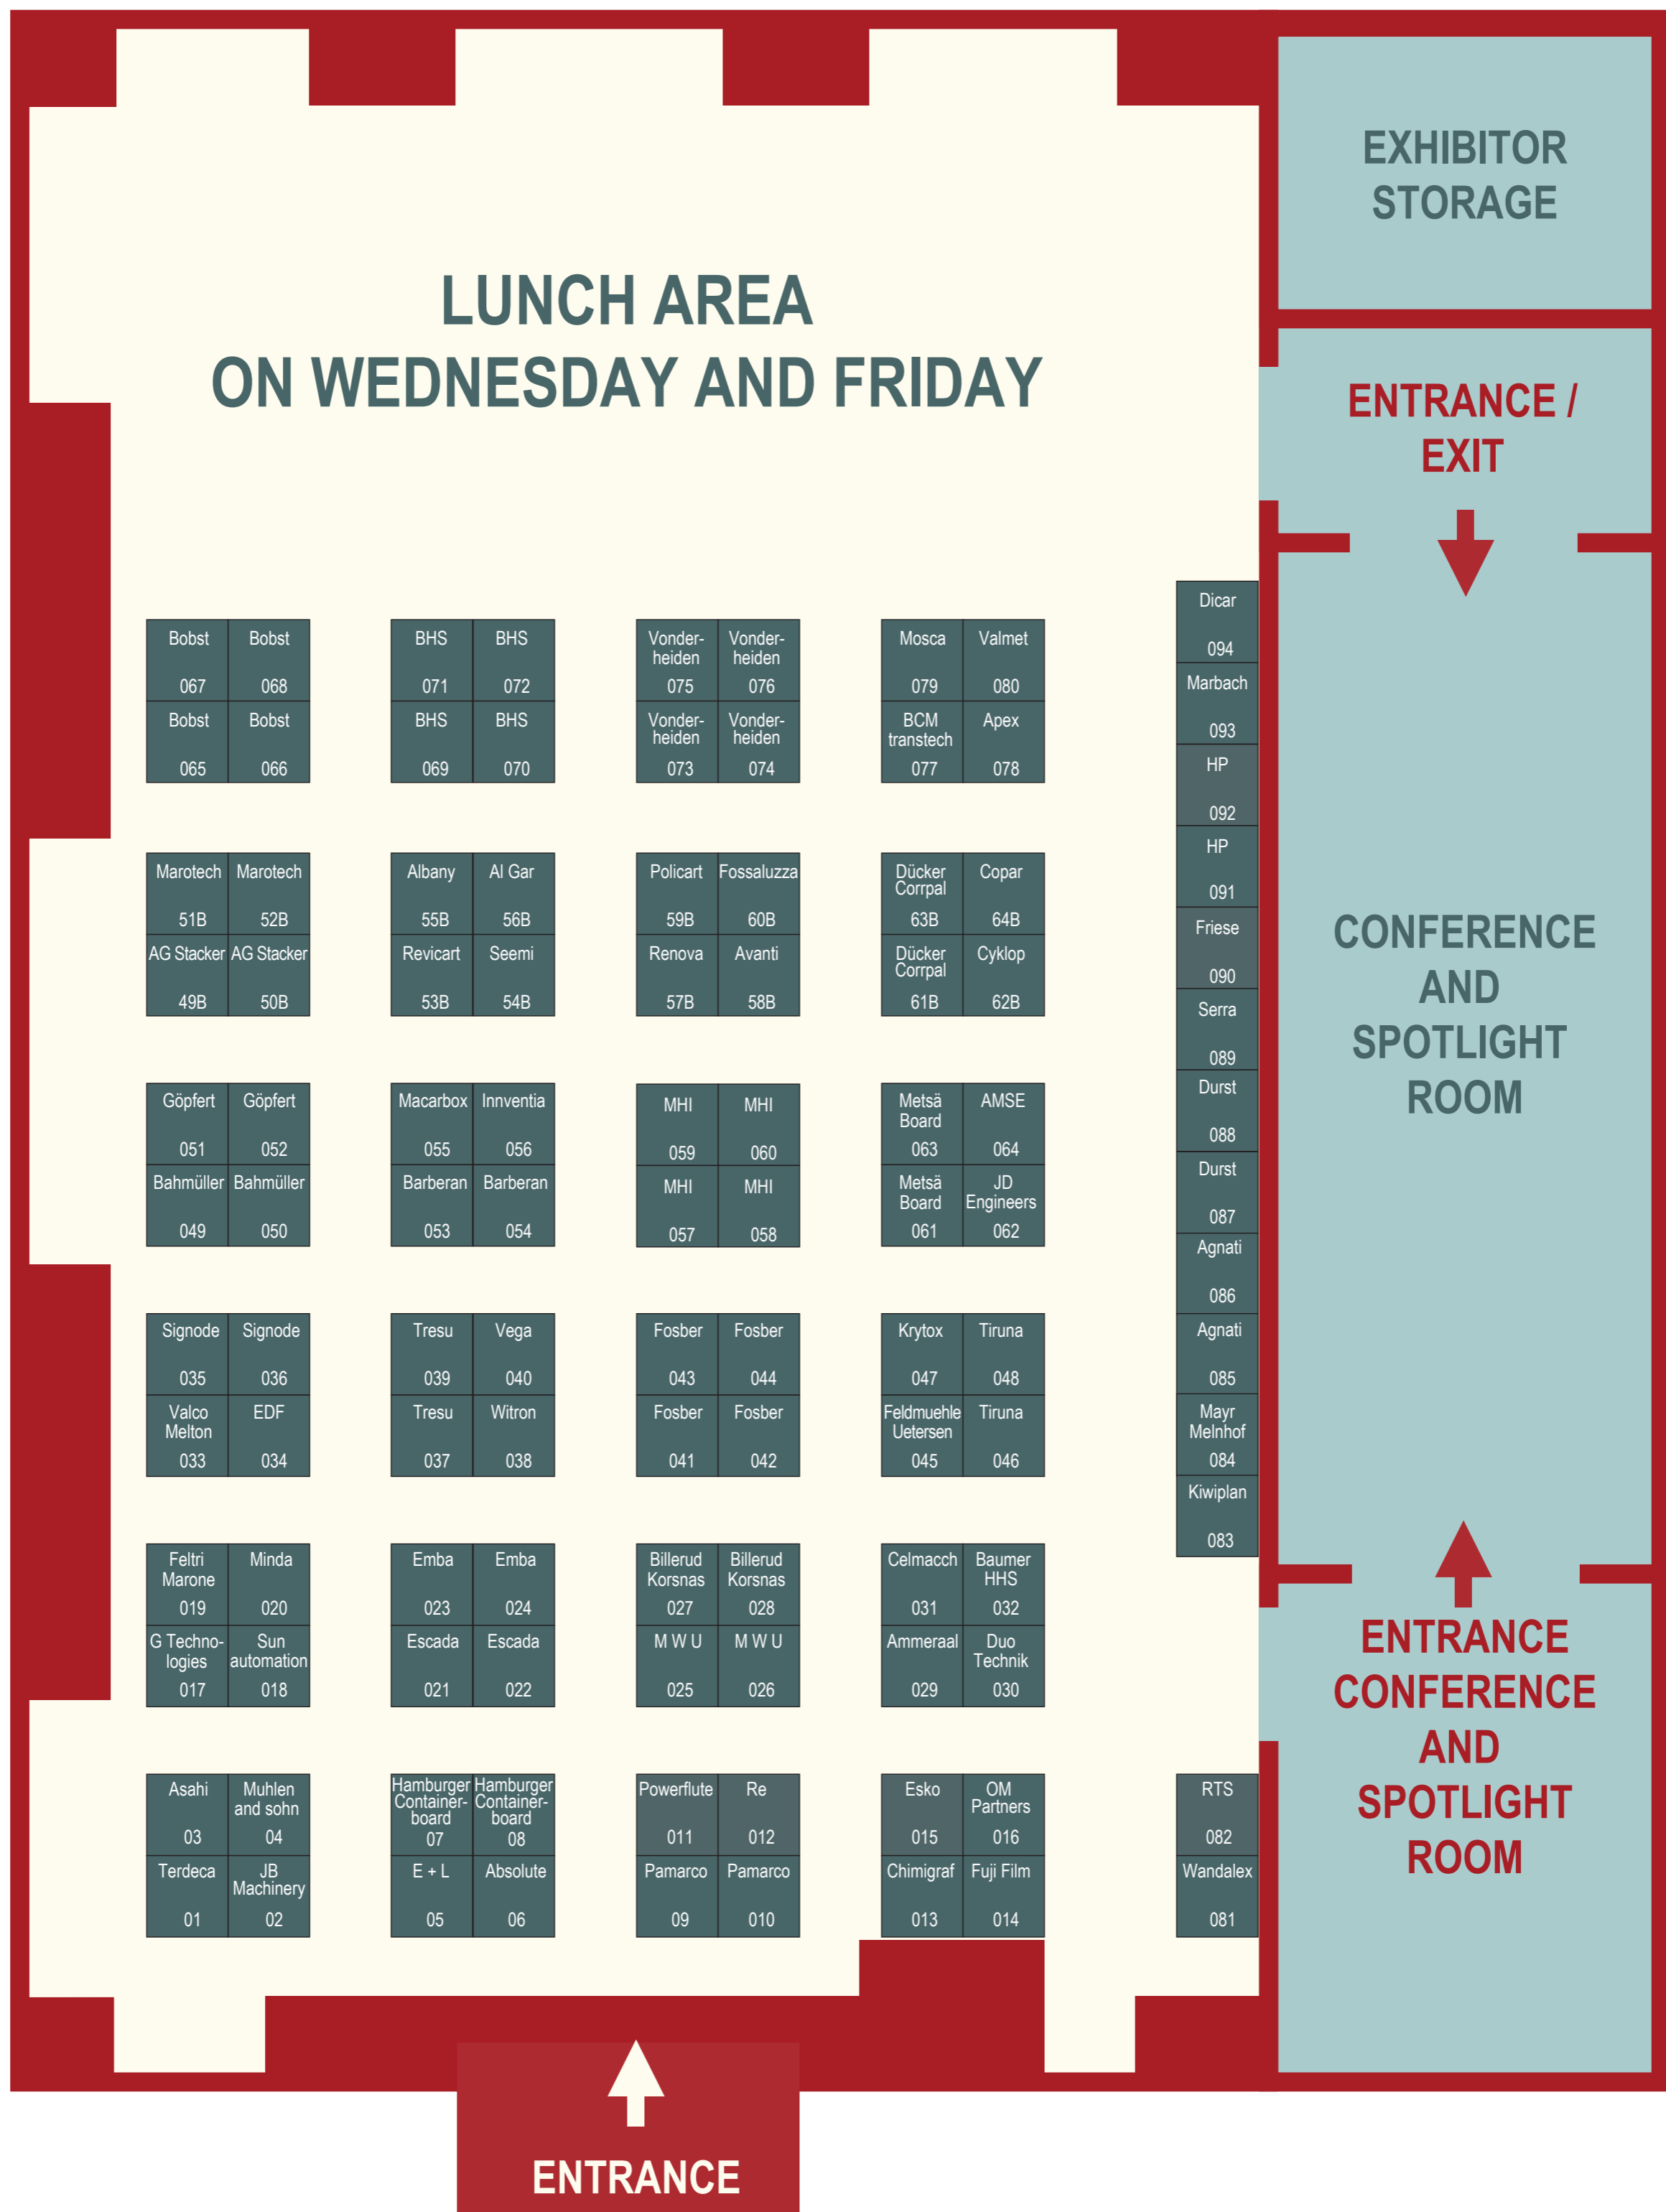 EXHIBITOR
STORAGE
LUNCH AREA
ON WEDNESDAY AND FRIDAY
ENTRANCE /
EXIT
Dicar
094
Marbach
093
HP
092
HP
091
Friese
090
Serra
089
Durst
088
Durst
087
Agnati
086
Agnati
085
Mayr
Melnhof
084
Kiwiplan
083
Bobst
067
Bobst
068
Bobst
065
Bobst
066
BHS
071
BHS
072
BHS
069
BHS
070
Vonder-
heiden
075
Vonder-
heiden
076
Vonder-
heiden
073
Vonder-
heiden
074
Mosca
079
Valmet
080
BCM
transtech
077
Apex
078
Marotech
51B
Marotech
52B
AG Stacker
49B
AG Stacker
50B
Albany
55B
Al Gar
56B
Revicart
53B
Seemi
54B
Policart
59B
Fossaluzza
60B
Renova
57B
Avanti
58B
Dücker
Corrpal
63B
Copar
64B
Dücker
Corrpal
61B
Cyklop
62B
CONFERENCE
AND
SPOTLIGHT
ROOM
Göpfert
051
Göpfert
052
Bahmüller
049
Bahmüller
050
Macarbox
055
Innventia
056
Barberan
053
Barberan
054
MHI
059
MHI
060
MHI
057
MHI
058
Metsä
Board
063
AMSE
064
Metsä
Board
061
JD
Engineers
062
Signode
035
Signode
036
Valco
Melton
033
EDF
034
Tresu
039
Vega
040
Tresu
037
Witron
038
Fosber
043
Fosber
044
Fosber
041
Fosber
042
Krytox
047
Tiruna
048
Feldmuehle
Uetersen
045
Tiruna
046
Feltri
Marone
019
Minda
020
G Techno-
logies
017
Sun
automation
018
Emba
023
Emba
024
Escada
021
Escada
022
Billerud
Korsnas
027
Billerud
Korsnas
028
M W U
025
M W U
026
Celmacch
031
Baumer
HHS
032
Ammeraal
029
Duo
Technik
030
ENTRANCE
CONFERENCE
AND
SPOTLIGHT
ROOM
Asahi
03
Muhlen
and sohn
04
Terdeca
01
JB
Machinery
02
Hamburger
Container-
board
07
Hamburger
Container-
board
08
E + L
05
Absolute
06
Powerflute
011
Re
012
Pamarco
09
Pamarco
010
Esko
015
OM
Partners
016
Chimigraf
013
Fuji Film
014
RTS
082
Wandalex
081
ENTRANCE